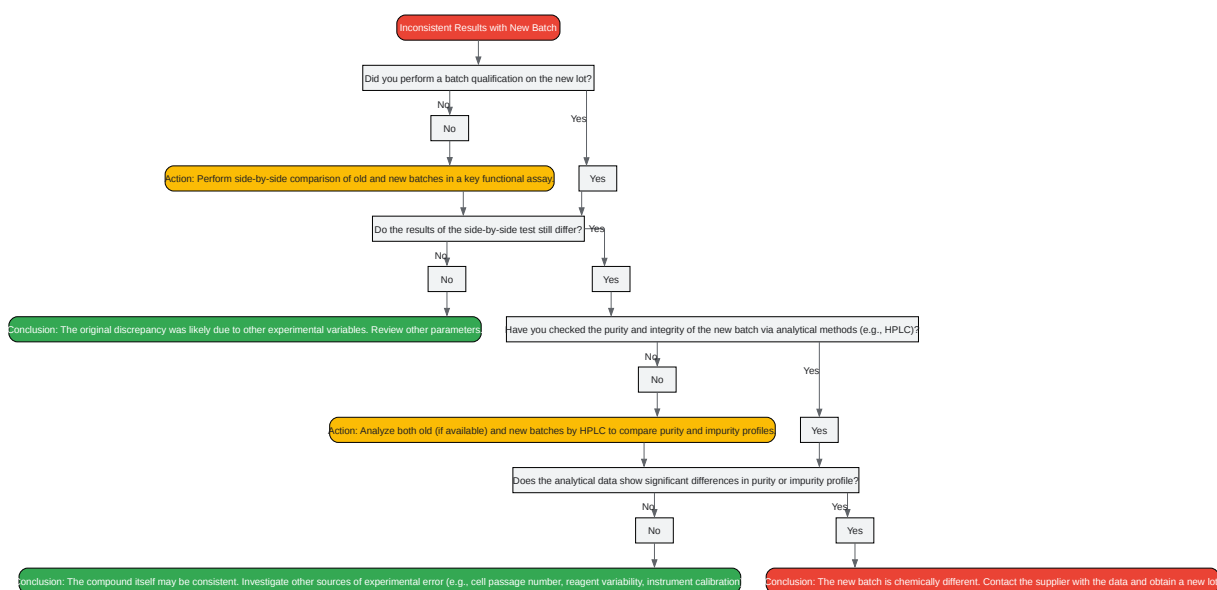 Inconsistent Results with New Batch
Did you perform a batch qualification on the new lot?
No
Yes
No
Action: Perform side-by-side comparison of old and new batches in a key functional assay.
Yes
Do the results of the side-by-side test still differ?
Yes
No
No
Yes
Conclusion: The original discrepancy was likely due to other experimental variables. Review other parameters.
Have you checked the purity and integrity of the new batch via analytical methods (e.g., HPLC)?
No
Yes
No
Action: Analyze both old (if available) and new batches by HPLC to compare purity and impurity profiles.
Yes
Does the analytical data show significant differences in purity or impurity profile?
No
Yes
No
Yes
Conclusion: The compound itself may be consistent. Investigate other sources of experimental error (e.g., cell passage number, reagent variability, instrument calibration)
Conclusion: The new batch is chemically different. Contact the supplier with the data and obtain a new lot